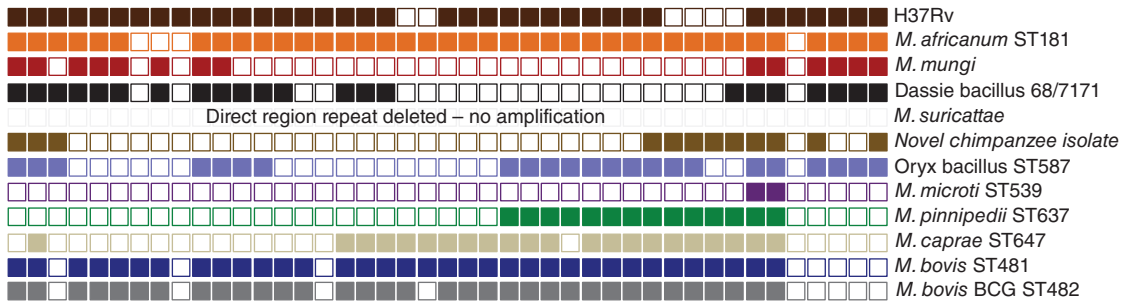 H37Rv
M. africanum ST181
M. mungi
Dassie bacillus 68/7171
Direct region repeat deleted – no amplification
M. suricattae
Novel chimpanzee isolate
Oryx bacillus ST587
M. microti ST539
M. pinnipedii ST637
M. caprae ST647
M. bovis ST481
M. bovis BCG ST482